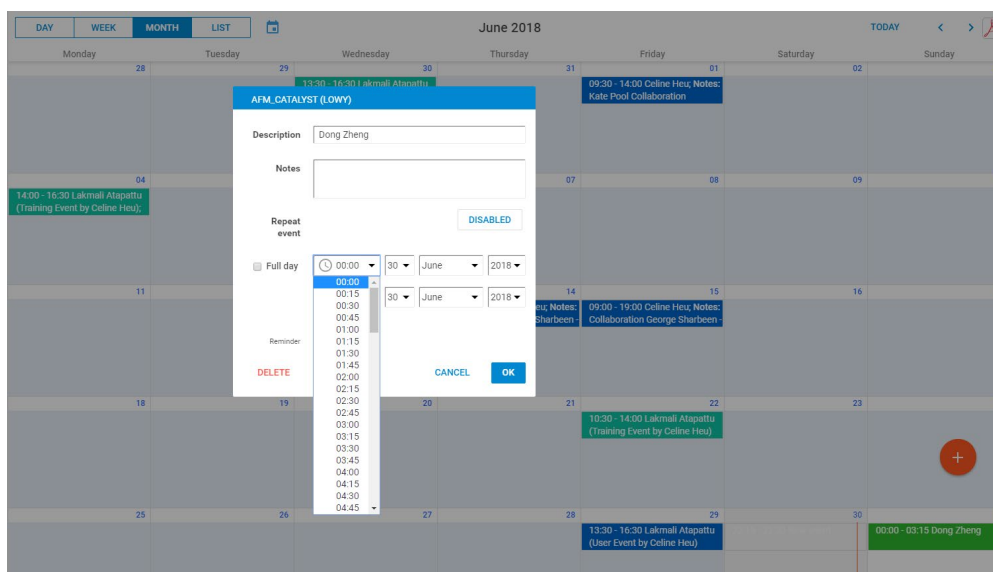 DAY WEEK MONTH LIST June 2018 TODAY
Monday Tuesday Wednesday Thursday Friday Saturday Sunday
28 29 30 31 01 02
13:30 - 16:30 Lakmali Atapattu
09:30 - 14:00 Celine Heu; Notes:
Kate Pool Collaboration
AFM_CATALYST (LOWY)
Description Dong Zheng
Notes
04 07 08 09
14:00 - 16:30 Lakmali Atapattu
(Training Event by Celine Heu);
Repeat
event
DISABLED
Full day 00:00 30 June 2018
00:00
00:15
30 June 2018
00:30
00:45
01:00
01:15
01:30
01:45
02:00
02:15
02:30
02:45
03:00
03:15
03:30
03:45
04:00
04:15
04:30
04:45
11 14 15 16
eu; Notes:
Sharbeen -
09:00 - 19:00 Celine Heu; Notes:
Collaboration George Sharbeen -
Reminder
DELETE CANCEL OK
18 19 20 21 22 23
10:30 - 14:00 Lakmali Atapattu
(Training Event by Celine Heu)
+
25 26 27 28 29 30
13:30 - 16:30 Lakmali Atapattu
(User Event by Celine Heu)
00:00 - 03:15 Dong Zheng